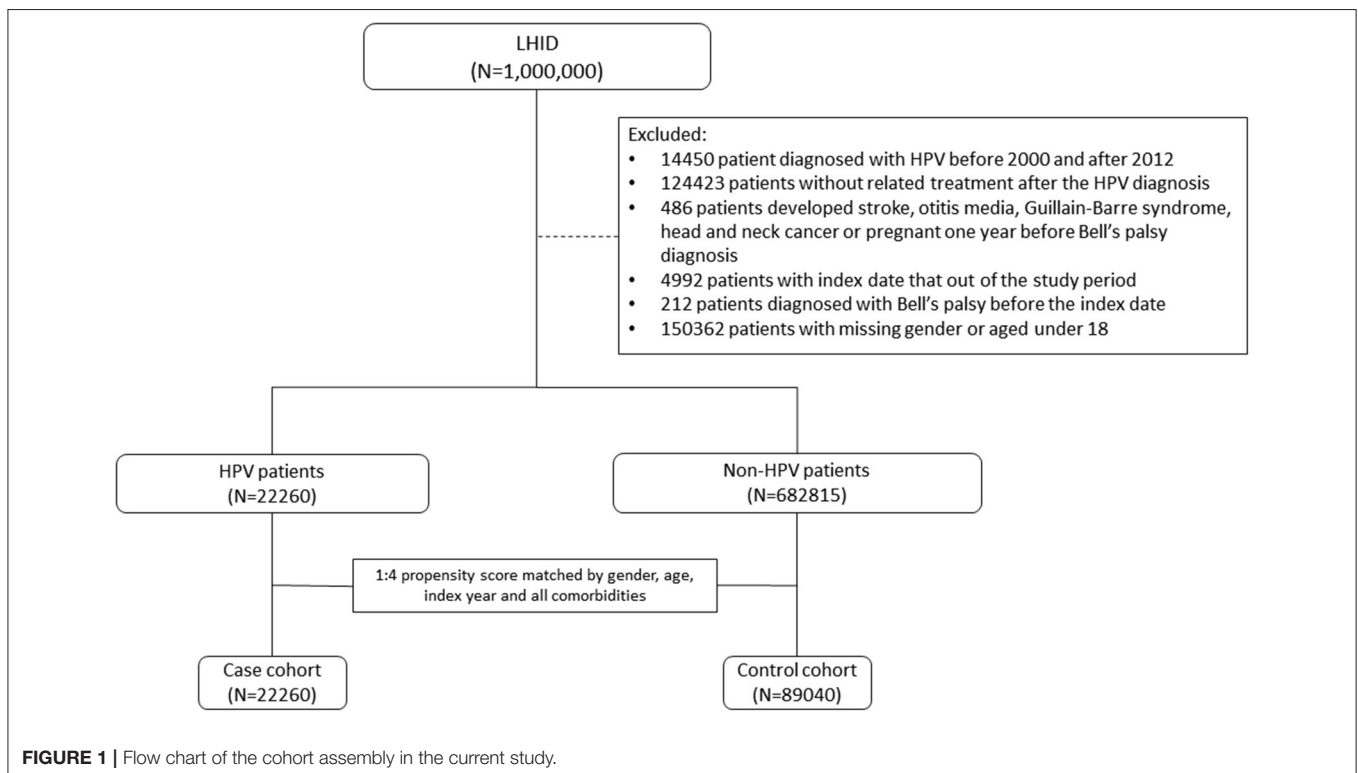 LHID
(N=1,000,000)
Excluded:
• 14450 patient diagnosed with HPV before 2000 and after 2012
• 124423 patients without related treatment after the HPV diagnosis
• 486 patients developed stroke, otitis media, Guillain-Barre syndrome,
head and neck cancer or pregnant one year before Bell's palsy
diagnosis
• 4992 patients with index date that out of the study period
• 212 patients diagnosed with Bell's palsy before the index date
• 150362 patients with missing gender or aged under 18
HPV patients
(N=22260)
Non-HPV patients
(N=682815)
1:4 propensity score matched by gender, age,
index year and all comorbidities
Case cohort
(N=22260)
Control cohort
(N=89040)
FIGURE 1 | Flow chart of the cohort assembly in the current study.